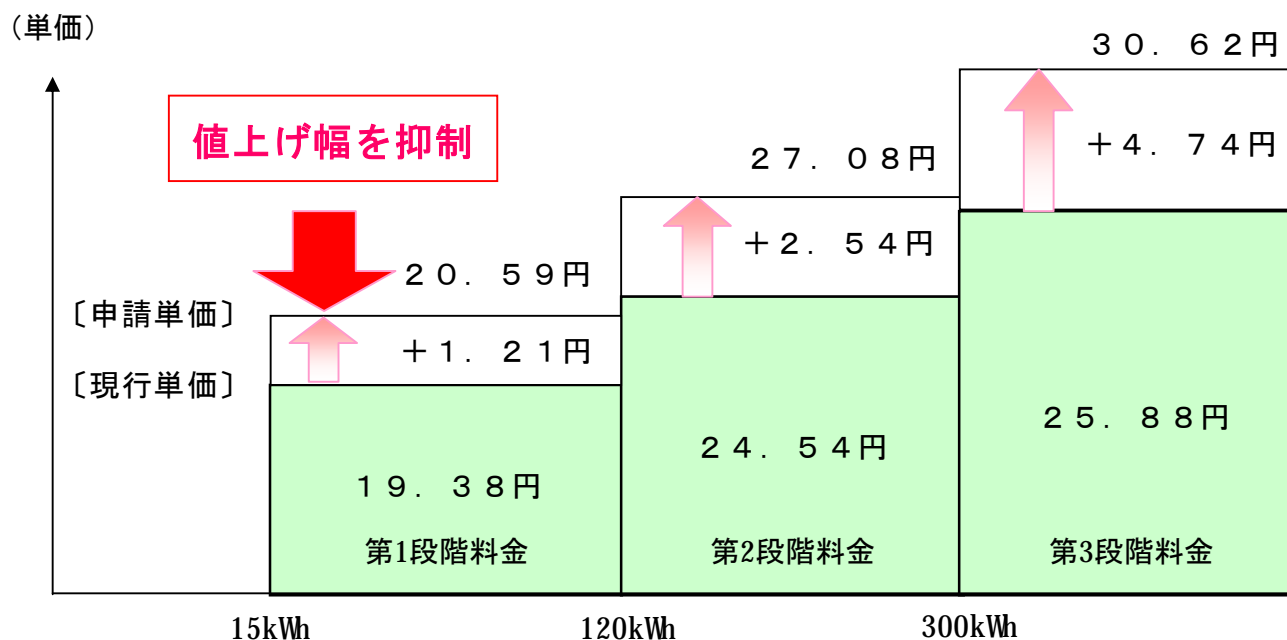 （単価）
３０．６２円
値上げ幅を抑制
＋４．７４円
２７．０８円
＋２．５４円
２０．５９円
〔申請単価〕
＋１．２１円
〔現行単価〕
２５．８８円
２４．５４円
１９．３８円
第1段階料金
第2段階料金
第3段階料金
15kWh
120kWh
300kWh